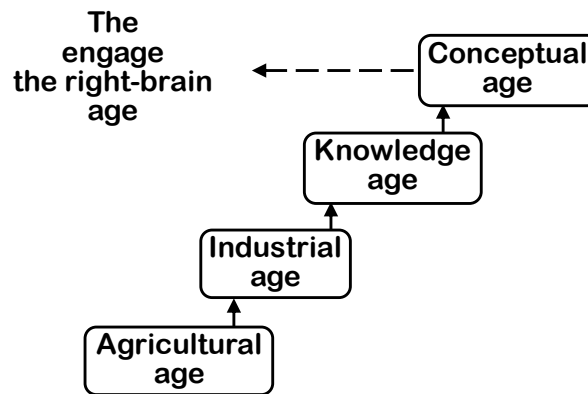 The
engage
the right-brain
age
Conceptual
age
Knowledge
age
Industrial
age
Agricultural
age